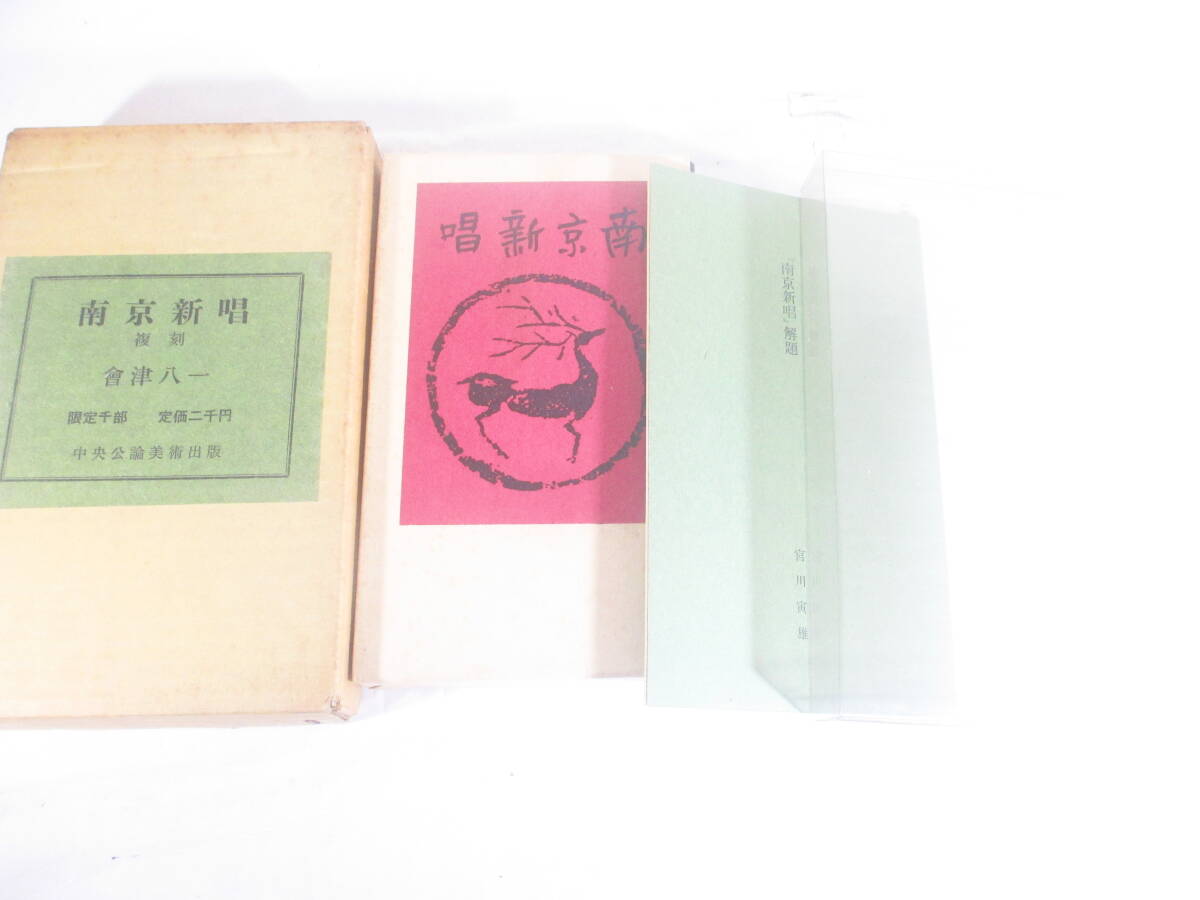 南京新唱
複刻
會津八一
限定千部 定価二千円
中央公論美術出版
南京新唱
『南京新唱』解題
宮川寅雄